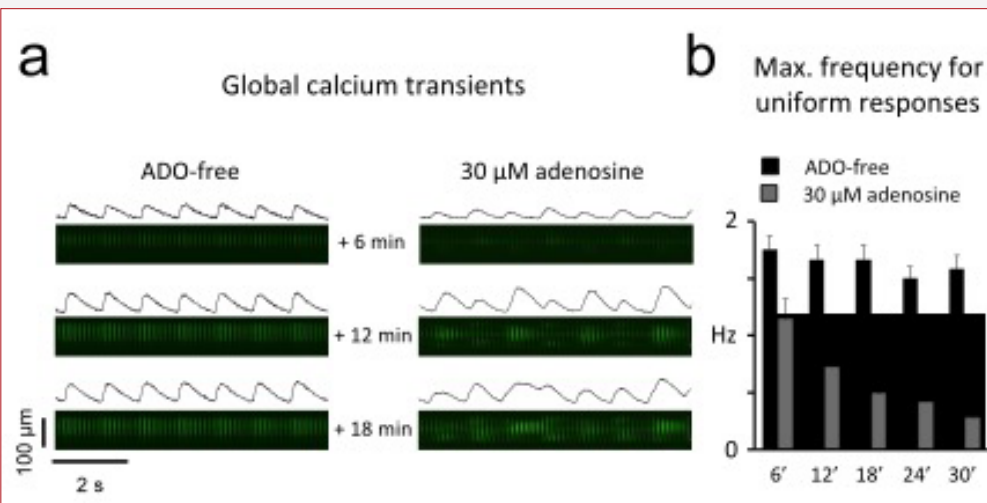 a
Global calcium transients
ADO-free
30 µM adenosine
+ 6 min
+ 12 min
+ 18 min
100 µm
2 s
b
Max. frequency for
uniform responses
ADO-free
30 µM adenosine
2
Hz
0
6′ 12′ 18′ 24′ 30′